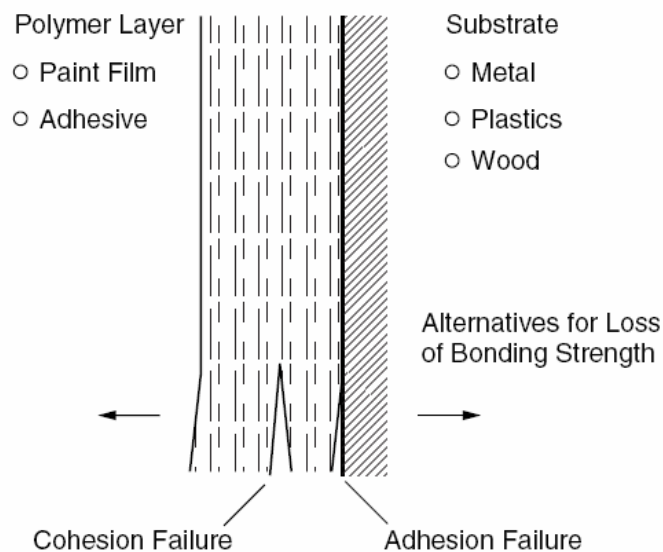 Polymer Layer
Paint Film
Adhesive
Substrate
Metal
Plastics
Wood
Alternatives for Loss
of Bonding Strength
Cohesion Failure
Adhesion Failure